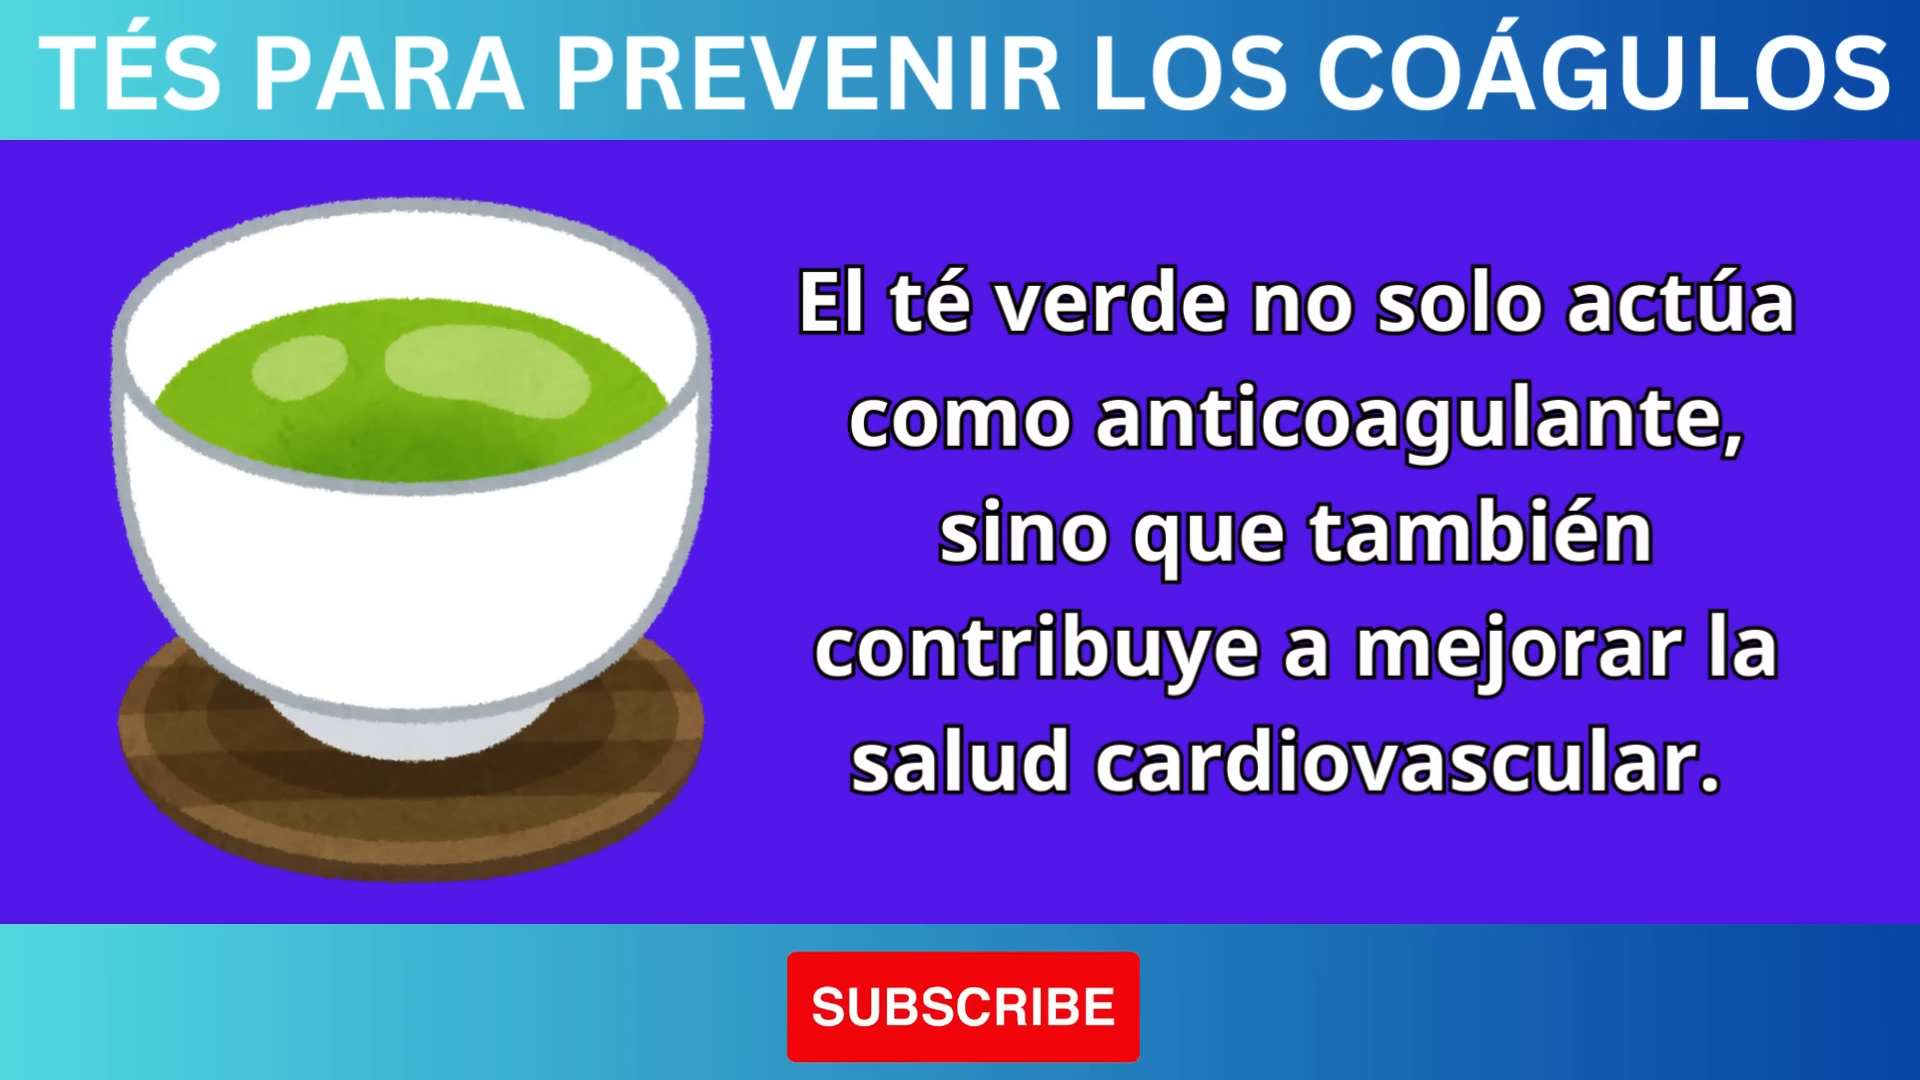 TÉS PARA PREVENIR LOS COÁGULOS
El té verde no solo actúa
como anticoagulante,
sino que también
contribuye a mejorar la
salud cardiovascular.
SUBSCRIBE